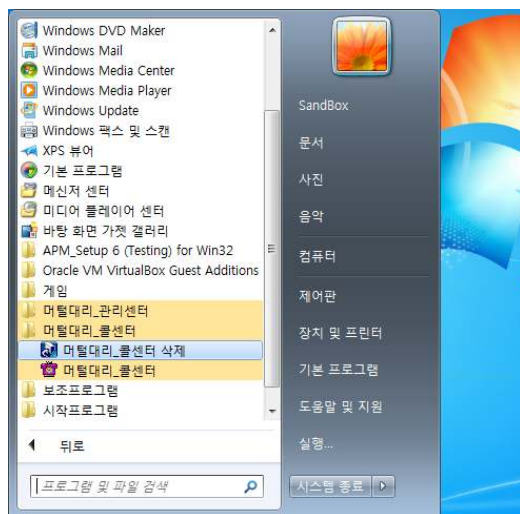 Windows DVD Maker
Windows Mail
Windows Media Center
Windows Media Player
Windows Update
Windows 팩스 및 스캔
XPS 뷰어
기본 프로그램
메신저 센터
미디어 플레이어 센터
바탕 화면 가젯 갤러리
APM_Setup 6 (Testing) for Win32
Oracle VM VirtualBox Guest Additions
게임
머털대리_관리센터
머털대리_콜센터
머털대리_콜센터 삭제
머털대리_콜센터
보조프로그램
시작프로그램
뒤로
프로그램 및 파일 검색
SandBox
문서
사진
음악
컴퓨터
제어판
장치 및 프린터
기본 프로그램
도움말 및 지원
실행...
시스템 종료